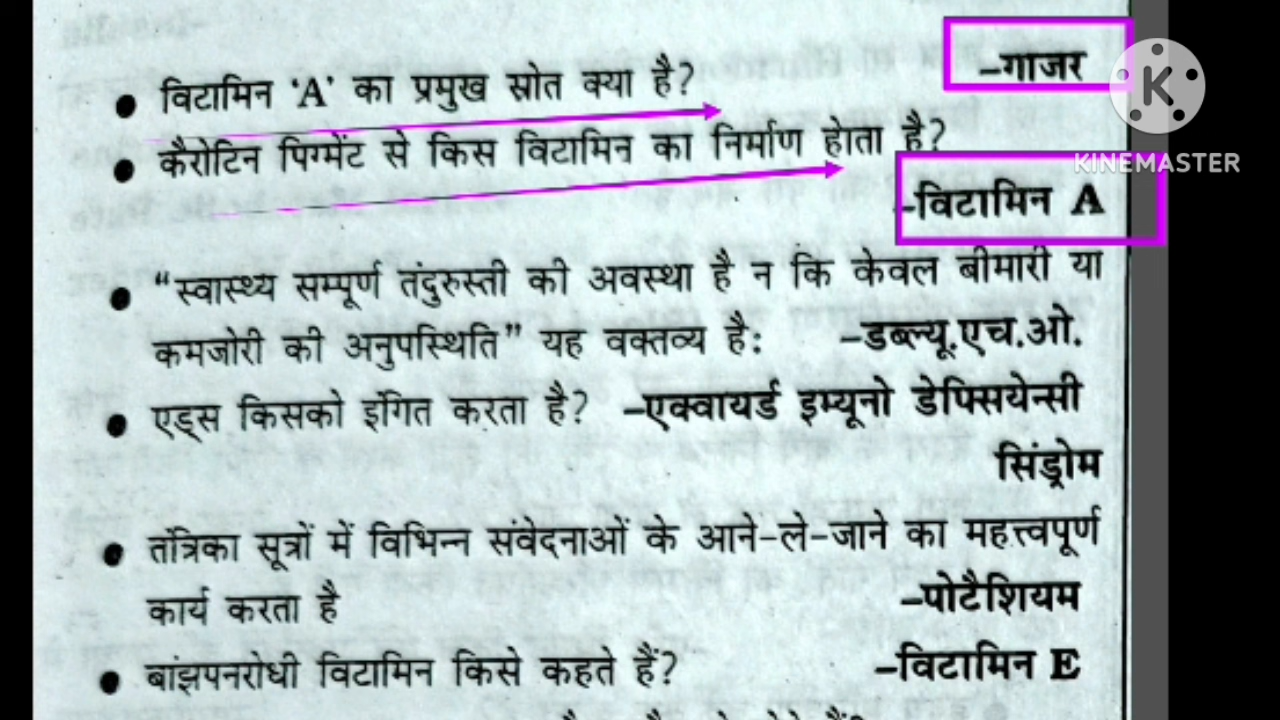 • विटामिन ‘A’ का प्रमुख स्रोत क्या है? –गाजर
• कैरोटिन पिग्मेंट से किस विटामिन का निर्माण होता है?
–विटामिन A
• “स्वास्थ्य सम्पूर्ण तंदुरुस्ती की अवस्था है न कि केवल बीमारी या
कमजोरी की अनुपस्थिति” यह वक्तव्य है: –डब्ल्यू.एच.ओ.
• एड्स किसको इंगित करता है? –एक्वायर्ड इम्यूनो डेफ्सियेन्सी
सिंड्रोम
• तंत्रिका सूत्रों में विभिन्न संवेदनाओं के आने-ले-जाने का महत्त्वपूर्ण
कार्य करता है –पोटैशियम
• बांझपनरोधी विटामिन किसे कहते हैं? –विटामिन E
K
KINEMASTER